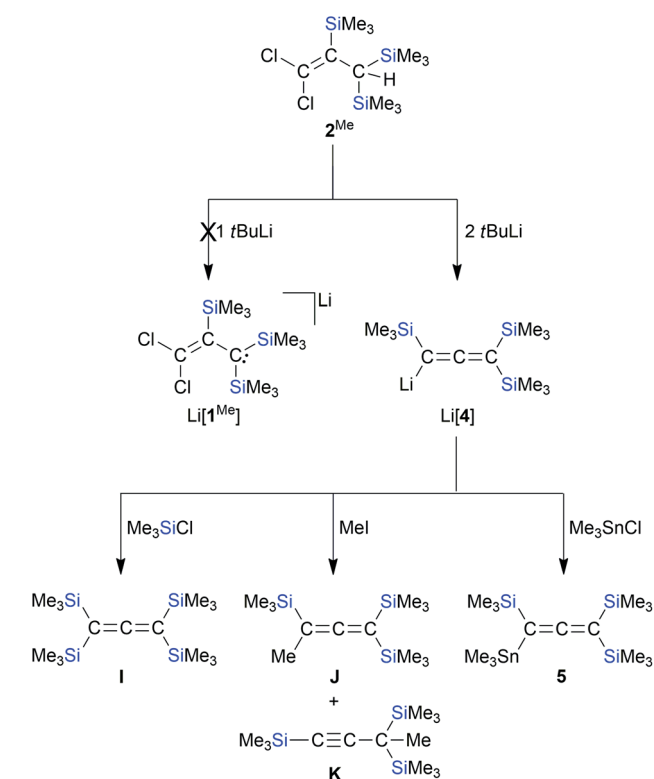 SiMe3
Cl SiMe3
C=C
C-H
Cl SiMe3
2Me
X1 tBuLi 2 tBuLi
SiMe3 Li
Cl SiMe3
C=C
C:
Cl SiMe3
Li[1Me]
Me3Si SiMe3
C=C=C
Li SiMe3
Li[4]
Me3SiCl MeI Me3SnCl
Me3Si SiMe3 Me3Si SiMe3 Me3Si SiMe3
C=C=C C=C=C C=C=C
Me3Si SiMe3 Me SiMe3 Me3Sn SiMe3
I J 5
+
SiMe3
Me3Si—C≡C—C—Me
SiMe3
K